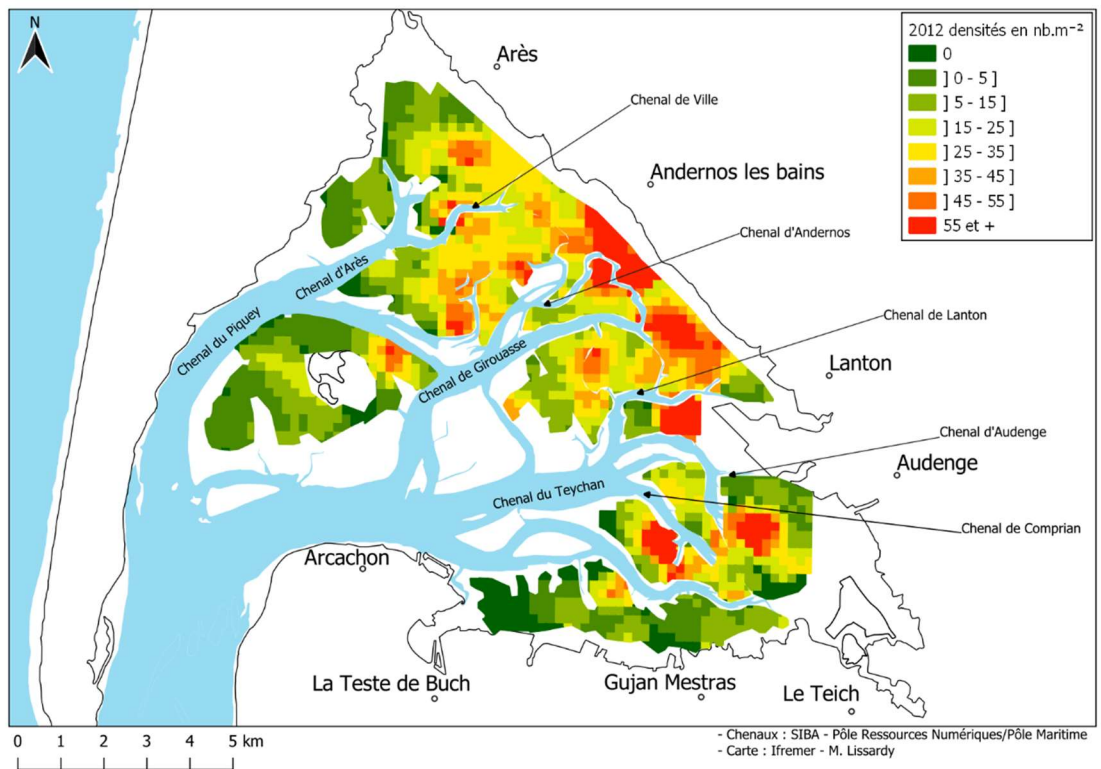 N
Arès
Chenal de Ville
Andernos les bains
Chenal d'Andernos
Chenal d'Arès
Chenal du Piquey
Chenal de Girouasse
Chenal de Lanton
Lanton
Chenal d'Audenge
Audenge
Chenal du Teychan
Chenal de Comprian
Arcachon
La Teste de Buch
Gujan Mestras
Le Teich
2012 densités en nb.m⁻²
0
] 0 - 5 ]
] 5 - 15 ]
] 15 - 25 ]
] 25 - 35 ]
] 35 - 45 ]
] 45 - 55 ]
55 et +
0 1 2 3 4 5 km
- Chenaux : SIBA - Pôle Ressources Numériques/Pôle Maritime
- Carte : Ifremer - M. Lissardy